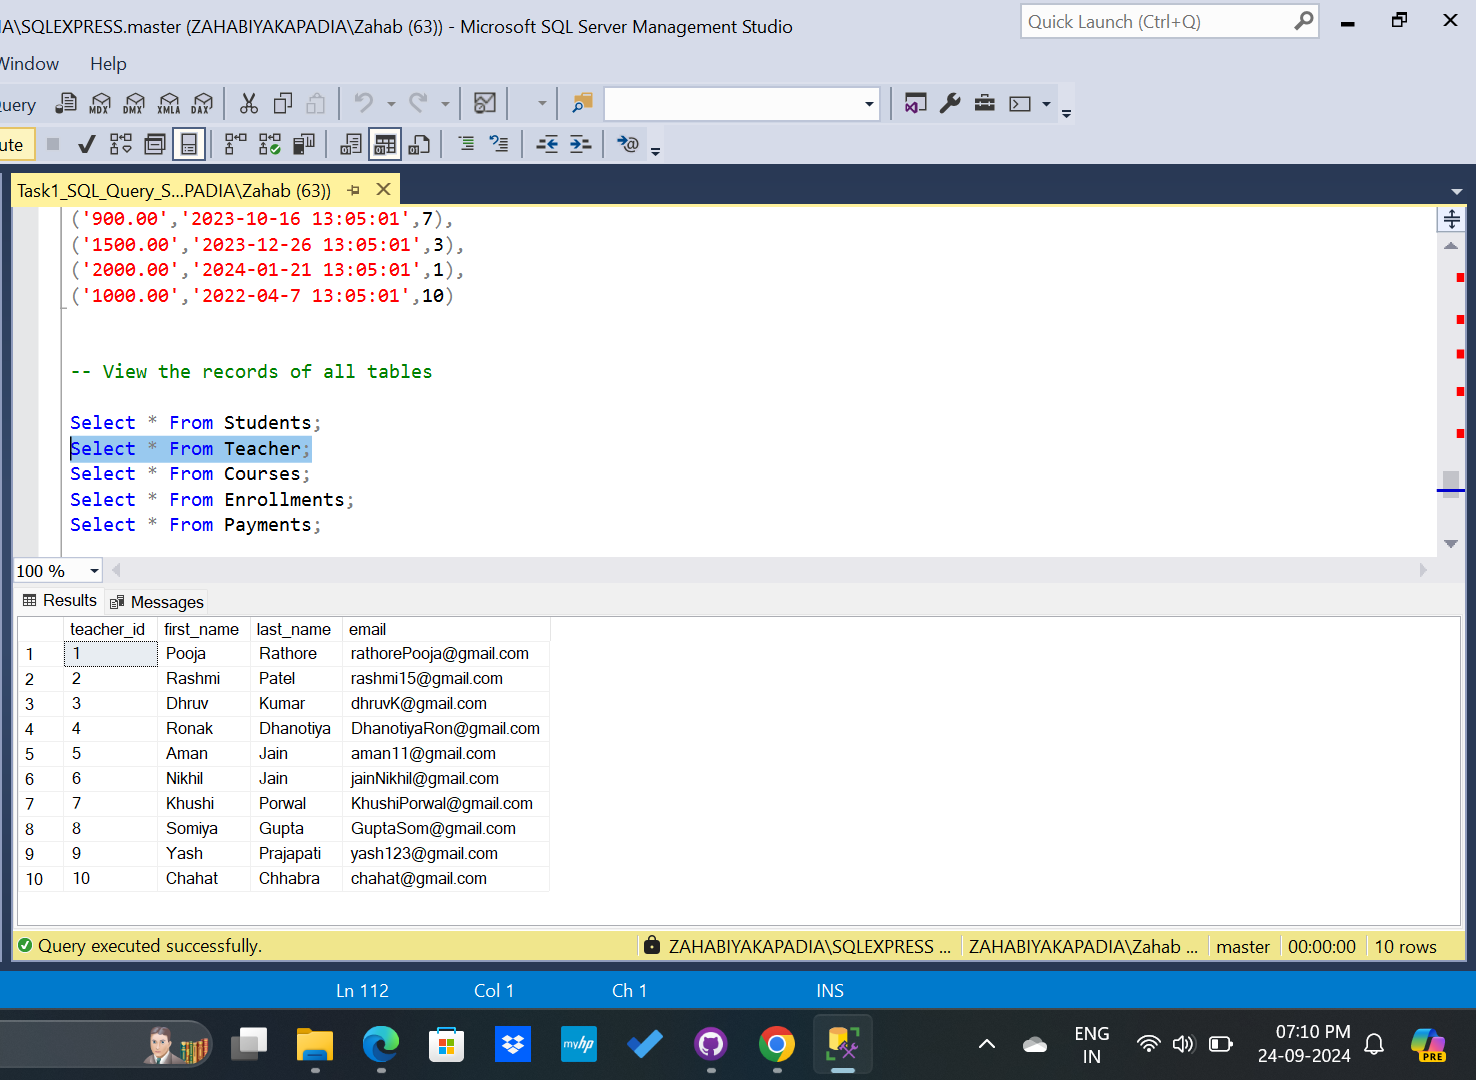 IA\SQLEXPRESS.master (ZAHABIYAKAPADIA\Zahab (63)) - Microsoft SQL Server Management Studio
Quick Launch (Ctrl+Q)
Window Help
MDX DMX XMLA DAX
Task1_SQL_Query_S...PADIA\Zahab (63))
('900.00','2023-10-16 13:05:01',7),
('1500.00','2023-12-26 13:05:01',3),
('2000.00','2024-01-21 13:05:01',1),
('1000.00','2022-04-7 13:05:01',10)
-- View the records of all tables
Select * From Students;
Select * From Teacher;
Select * From Courses;
Select * From Enrollments;
Select * From Payments;
100 %
Results Messages
teacher_id first_name last_name email
1 1 Pooja Rathore rathorePooja@gmail.com
2 2 Rashmi Patel rashmi15@gmail.com
3 3 Dhruv Kumar dhruvK@gmail.com
4 4 Ronak Dhanotiya DhanotiyaRon@gmail.com
5 5 Aman Jain aman11@gmail.com
6 6 Nikhil Jain jainNikhil@gmail.com
7 7 Khushi Porwal KhushiPorwal@gmail.com
8 8 Somiya Gupta GuptaSom@gmail.com
9 9 Yash Prajapati yash123@gmail.com
10 10 Chahat Chhabra chahat@gmail.com
Query executed successfully. ZAHABIYAKAPADIA\SQLEXPRESS ... ZAHABIYAKAPADIA\Zahab ... master 00:00:00 10 rows
Ln 112 Col 1 Ch 1 INS
myhp
ENG
IN
07:10 PM
24-09-2024
PRE